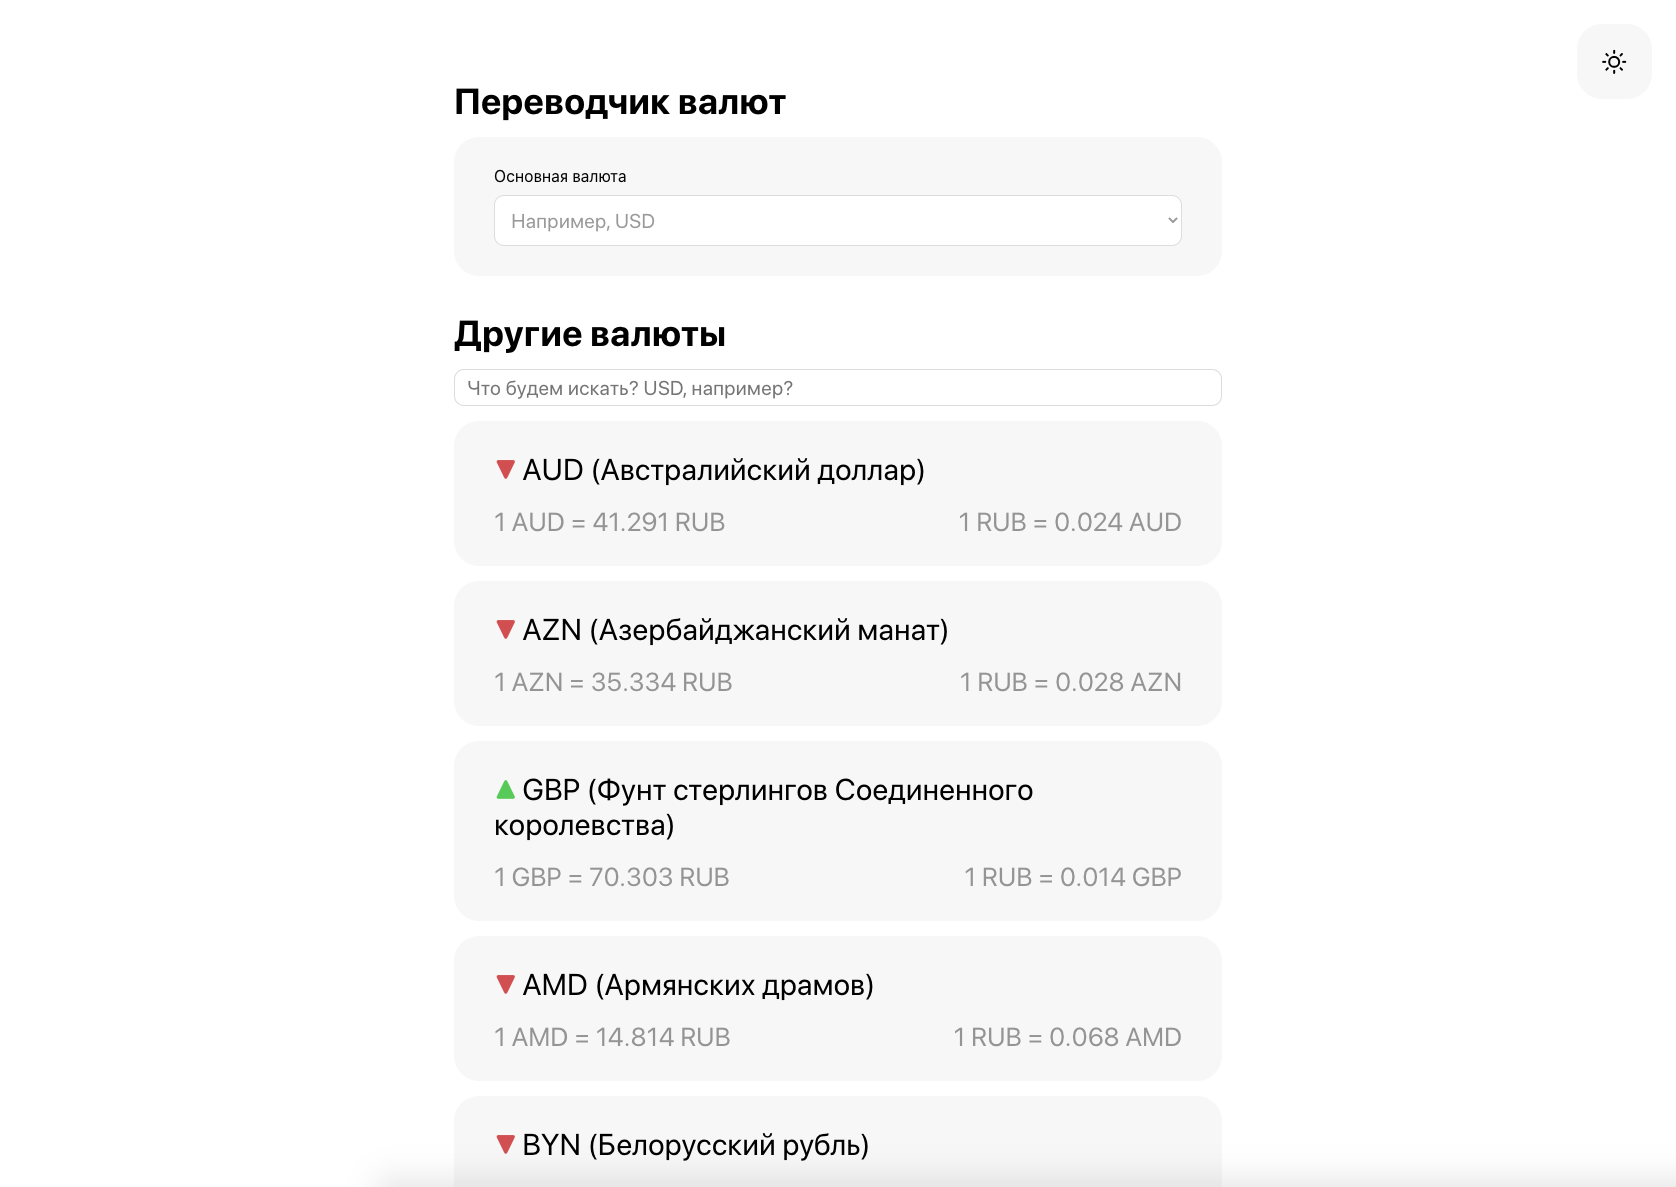 Переводчик валют
Основная валюта
Например, USD
Другие валюты
Что будем искать? USD, например?
AUD (Австралийский доллар)
1 AUD = 41.291 RUB
1 RUB = 0.024 AUD
AZN (Азербайджанский манат)
1 AZN = 35.334 RUB
1 RUB = 0.028 AZN
GBP (Фунт стерлингов Соединенного
королевства)
1 GBP = 70.303 RUB
1 RUB = 0.014 GBP
AMD (Армянских драмов)
1 AMD = 14.814 RUB
1 RUB = 0.068 AMD
BYN (Белорусский рубль)